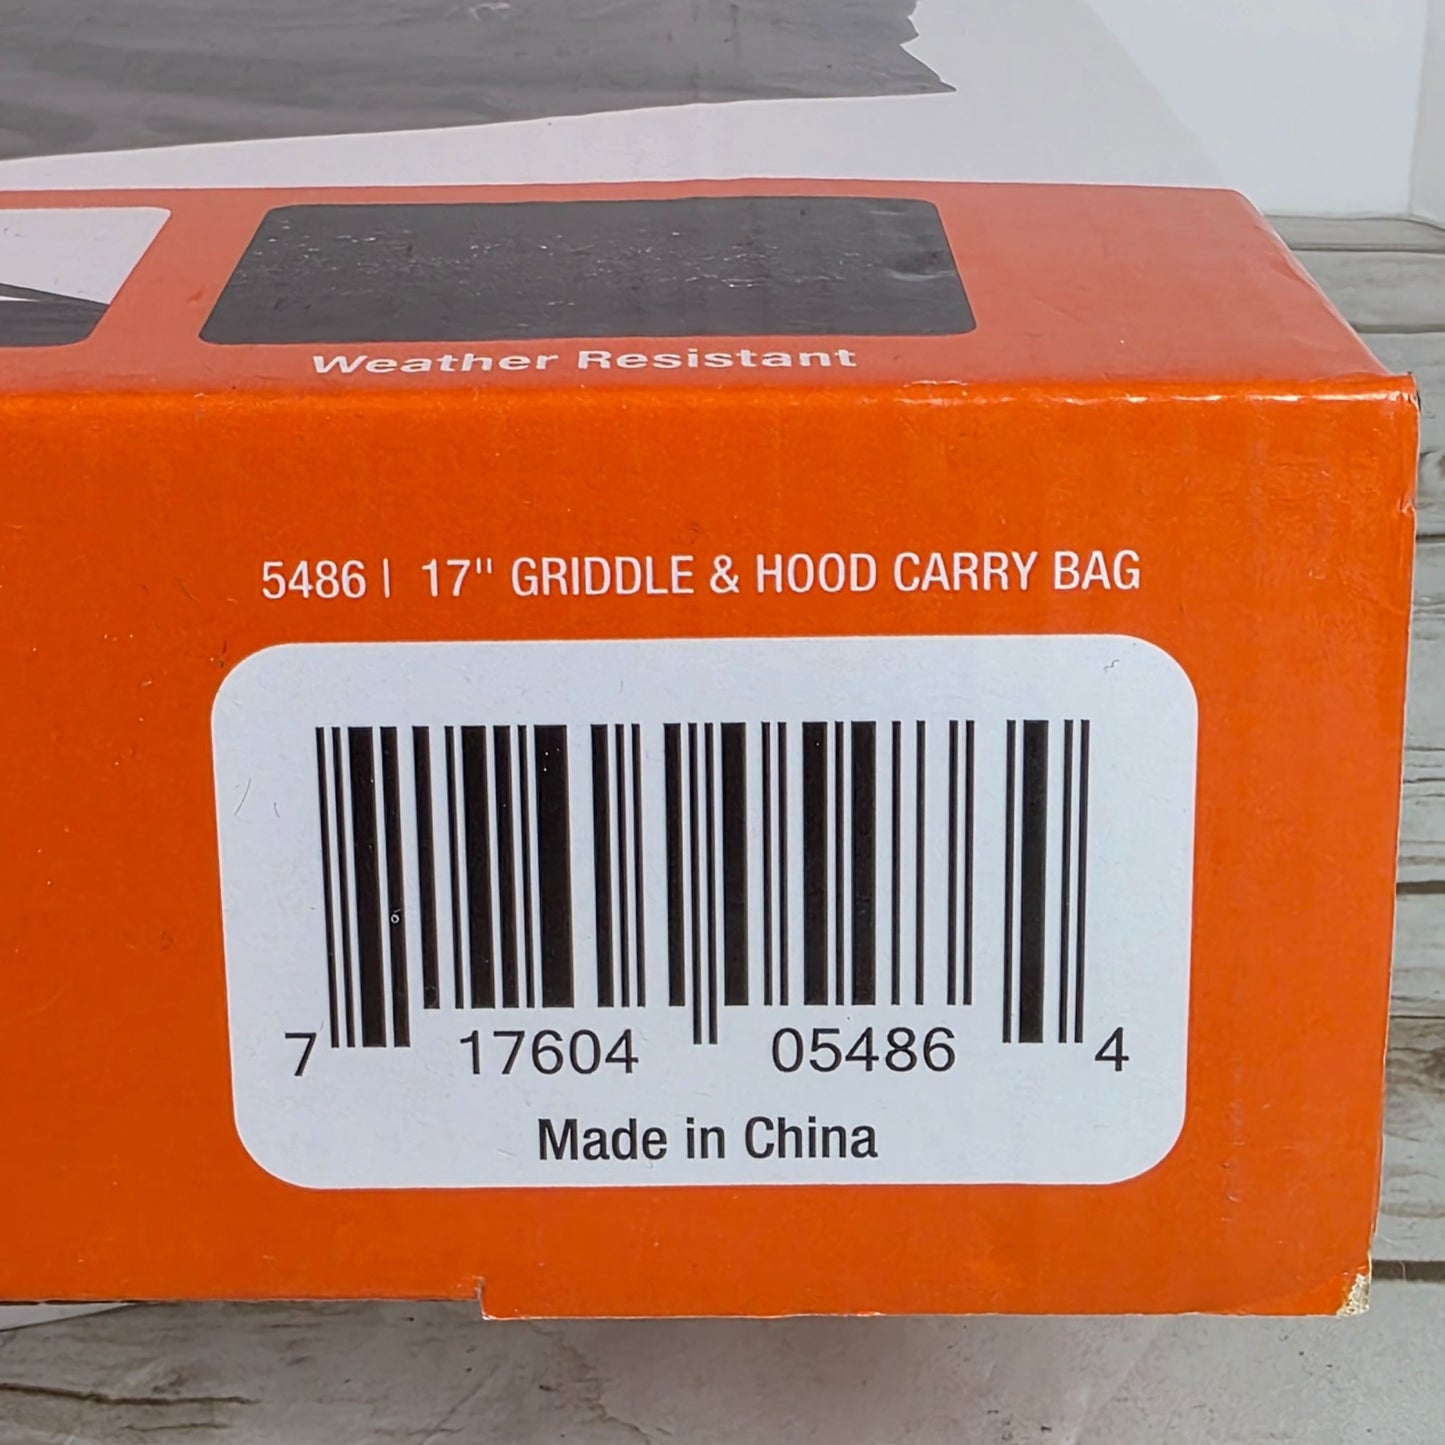 Weather Resistant
5486 | 17" GRIDDLE & HOOD CARRY BAG
7 17604 05486 4
Made in China